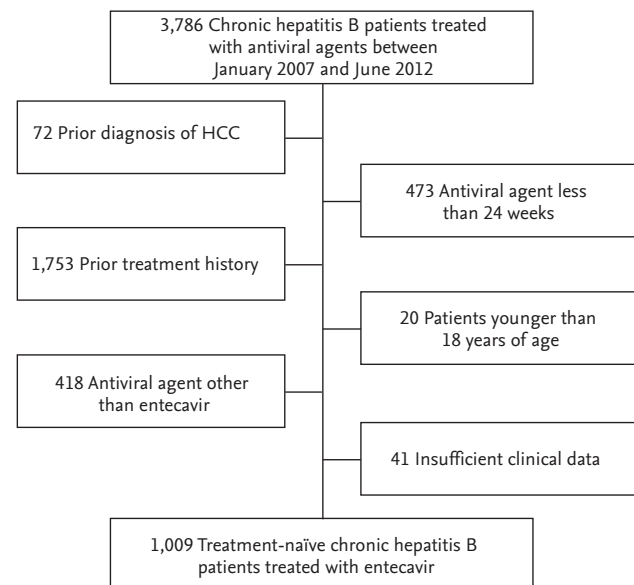 3,786 Chronic hepatitis B patients treated
with antiviral agents between
January 2007 and June 2012
72 Prior diagnosis of HCC
473 Antiviral agent less
than 24 weeks
1,753 Prior treatment history
20 Patients younger than
18 years of age
418 Antiviral agent other
than entecavir
41 Insufficient clinical data
1,009 Treatment-naïve chronic hepatitis B
patients treated with entecavir